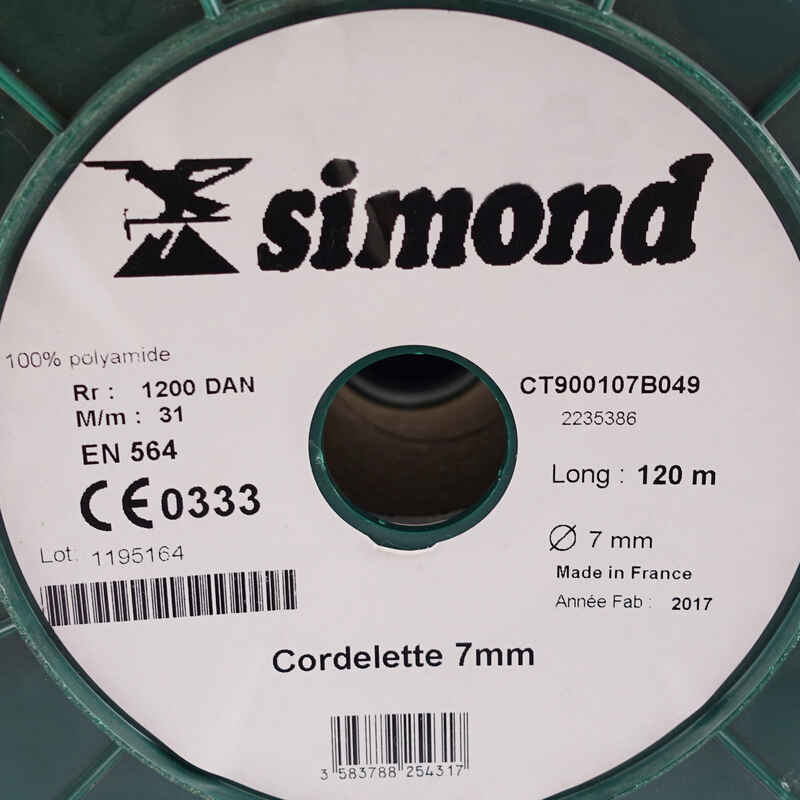 simond
100% polyamide
Rr : 1200 DAN
M/m : 31
EN 564
CE 0333
Lot: 1195164
CT900107B049
2235386
Long : 120 m
Ø 7 mm
Made in France
Année Fab : 2017
Cordelette 7mm
3 583788 254317